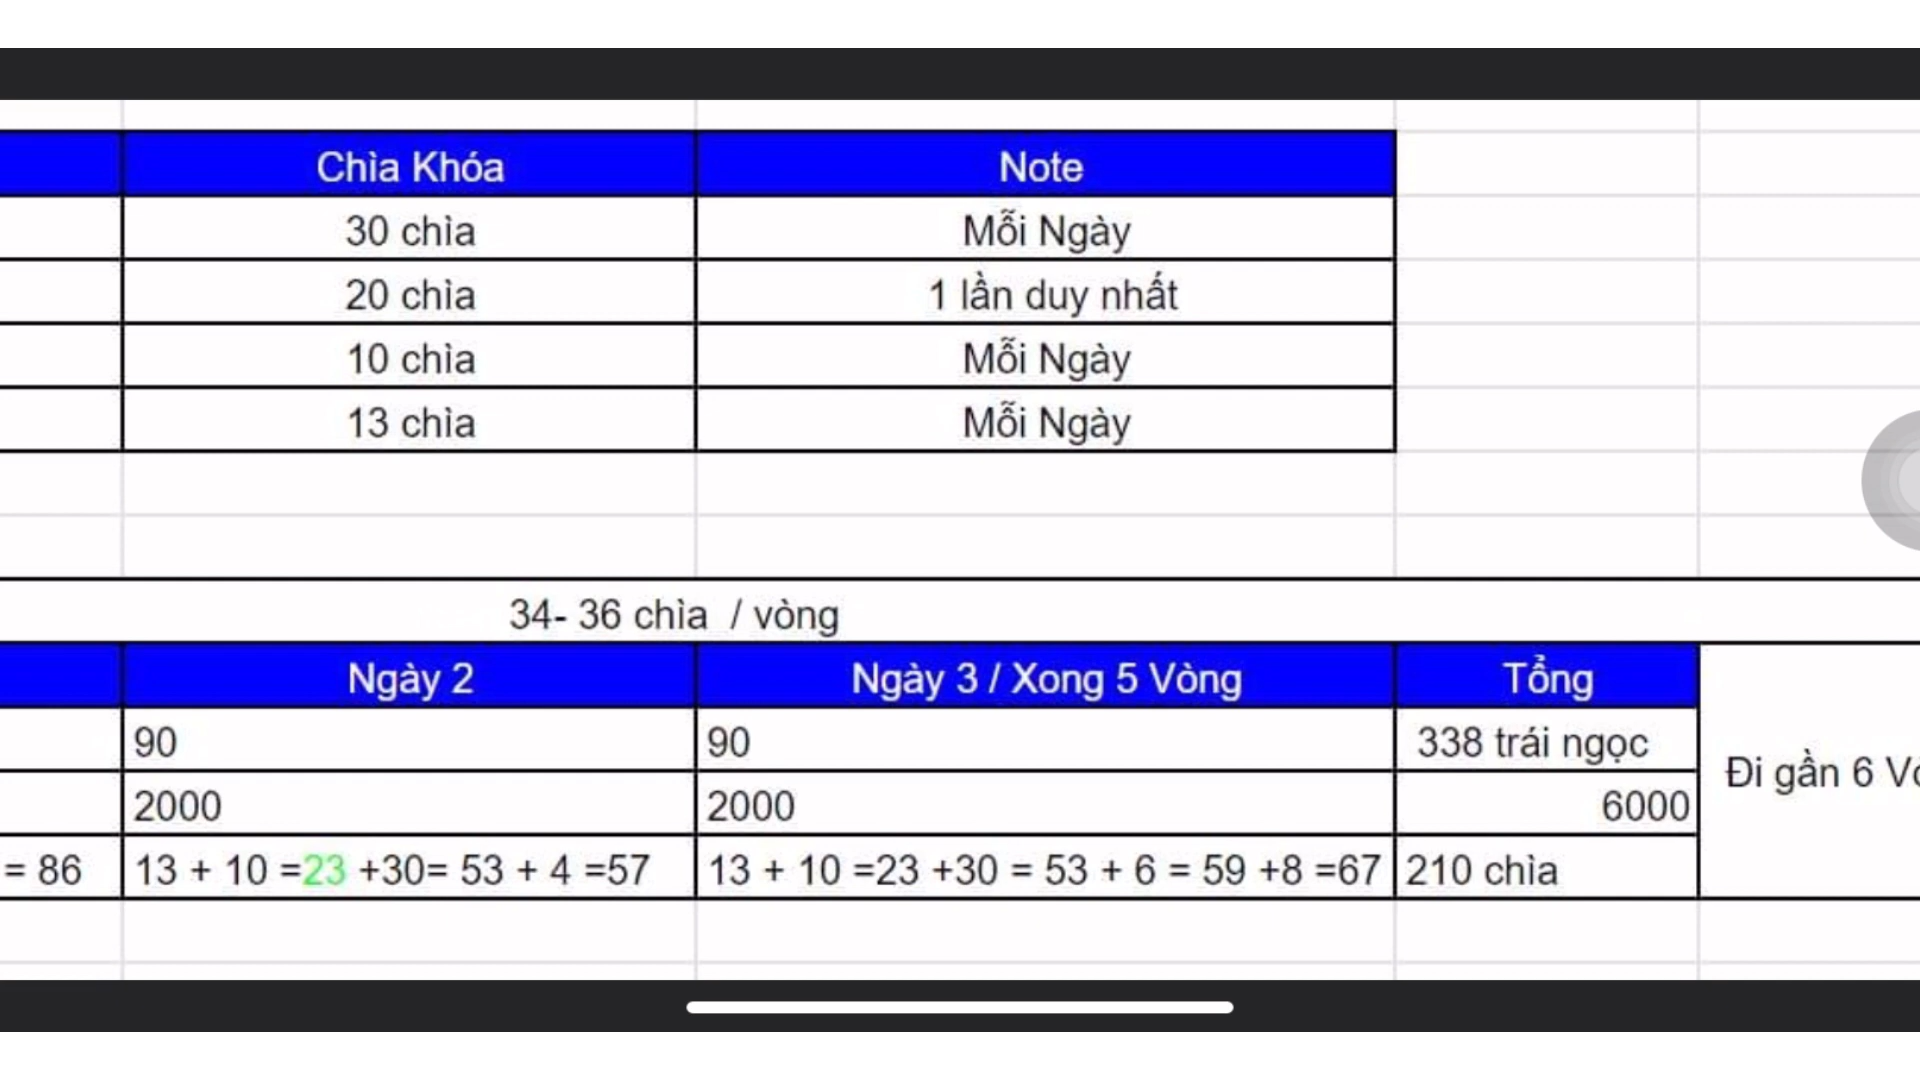 Chìa Khóa Note
30 chìa Mỗi Ngày
20 chìa 1 lần duy nhất
10 chìa Mỗi Ngày
13 chìa Mỗi Ngày
34- 36 chìa / vòng
Ngày 2 Ngày 3 / Xong 5 Vòng Tổng
90 90 338 trái ngọc
Đi gần 6
2000 2000 6000
= 86 13 + 10 =23 +30= 53 + 4 =57 13 + 10 =23 +30 = 53 + 6 = 59 +8 =67 210 chìa